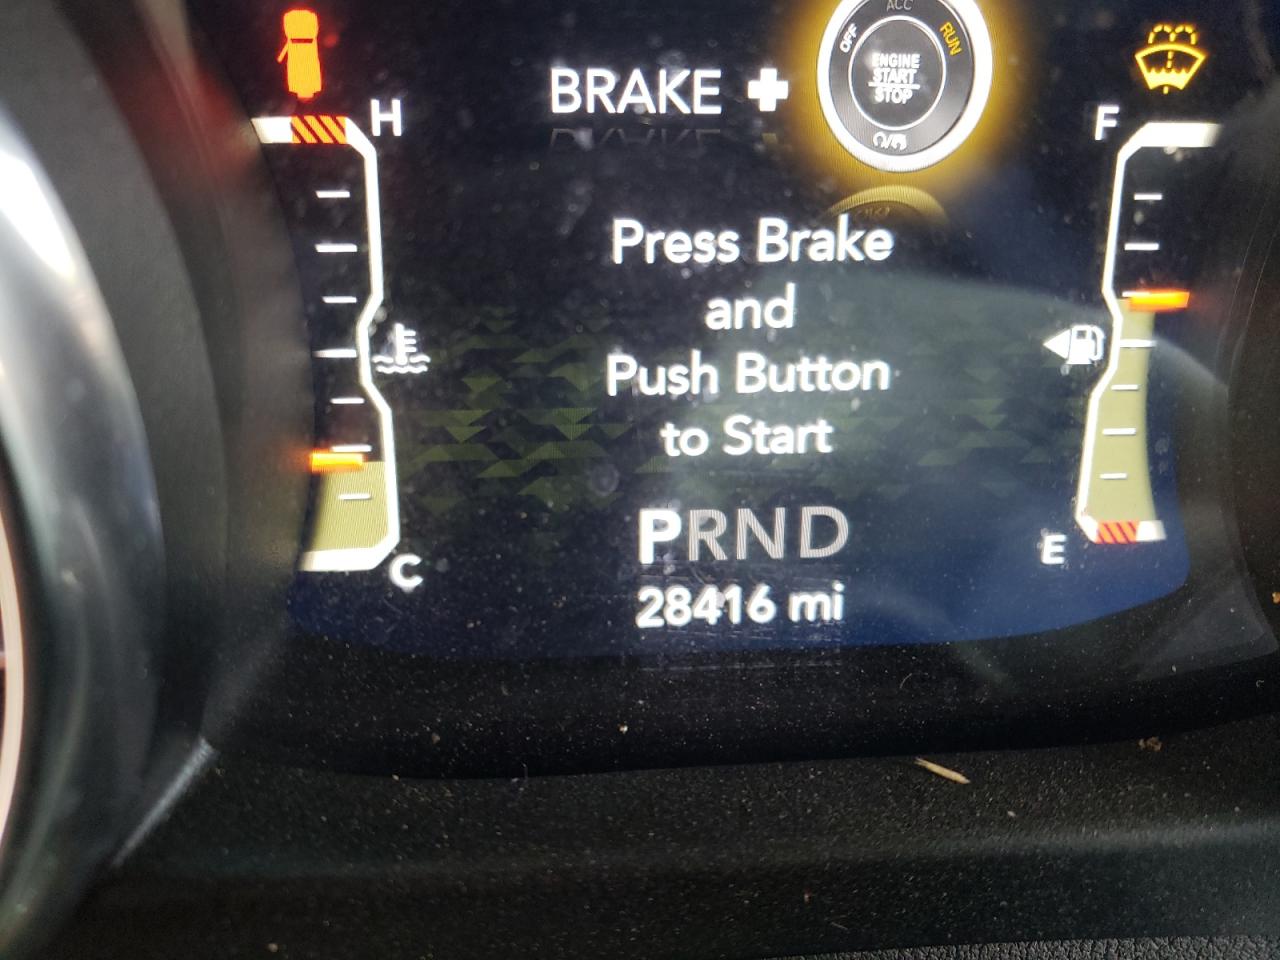 ACC
OFF
RUN
ENGINE
START
STOP
BRAKE +
H
F
Press Brake
and
Push Button
to Start
PRND
E
C
28416 mi